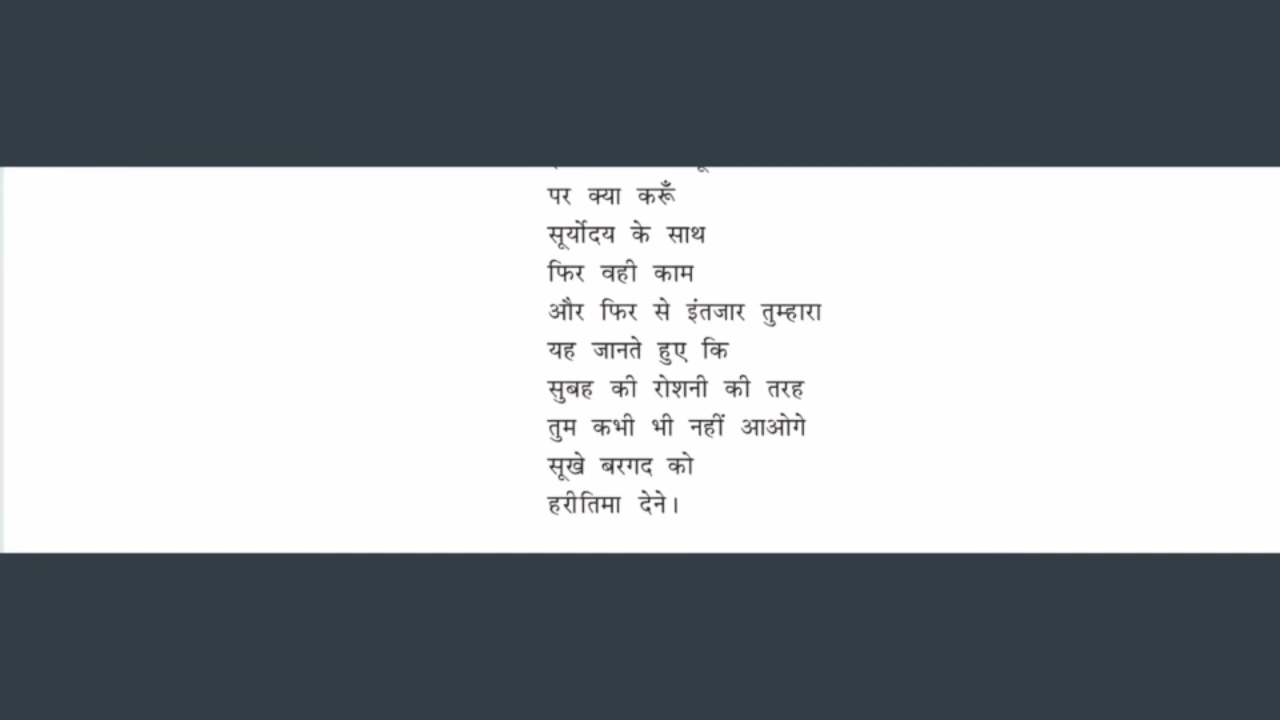 पर क्या करूँ
सूर्योदय के साथ
फिर वही काम
और फिर से इंतजार तुम्हारा
यह जानते हुए कि
सुबह की रोशनी की तरह
तुम कभी भी नहीं आओगे
सूखे बरगद को
हरीतिमा देने।